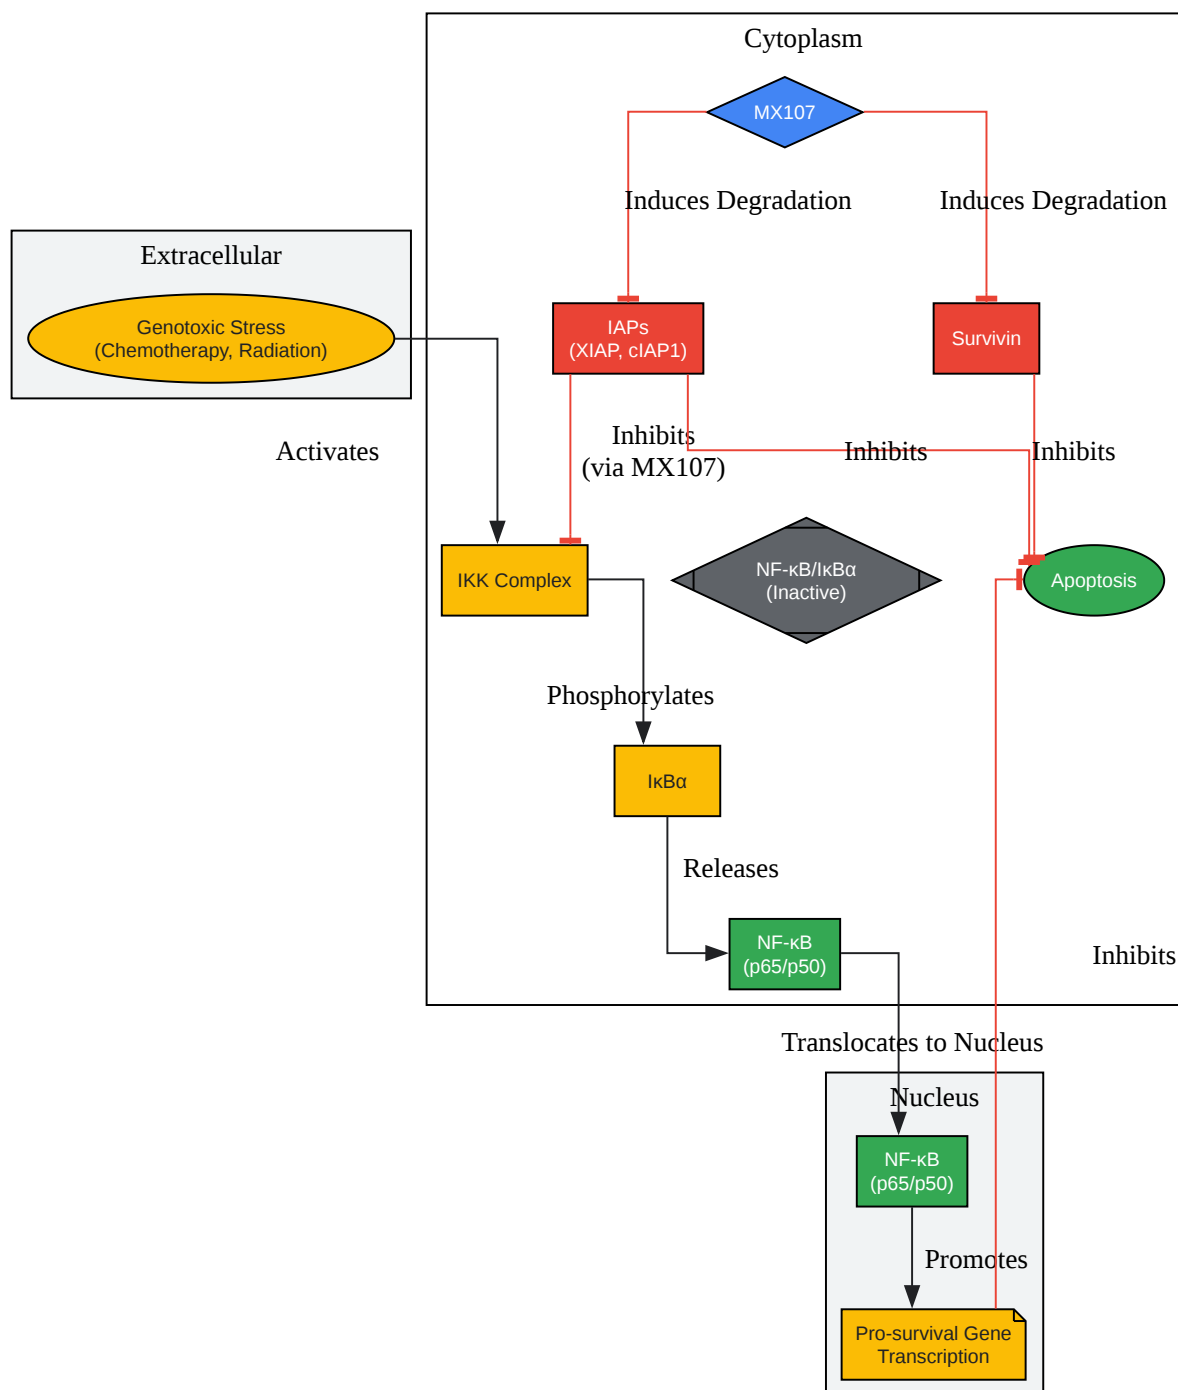 Cytoplasm
MX107
Induces Degradation
Induces Degradation
Extracellular
Genotoxic Stress
(Chemotherapy, Radiation)
IAPs
(XIAP, cIAP1)
Survivin
Activates
Inhibits
(via MX107)
Inhibits
Inhibits
IKK Complex
NF-κB/IκBα
(Inactive)
Apoptosis
Phosphorylates
IκBα
Releases
NF-κB
(p65/p50)
Inhibits
Translocates to Nucleus
Nucleus
NF-κB
(p65/p50)
Promotes
Pro-survival Gene
Transcription